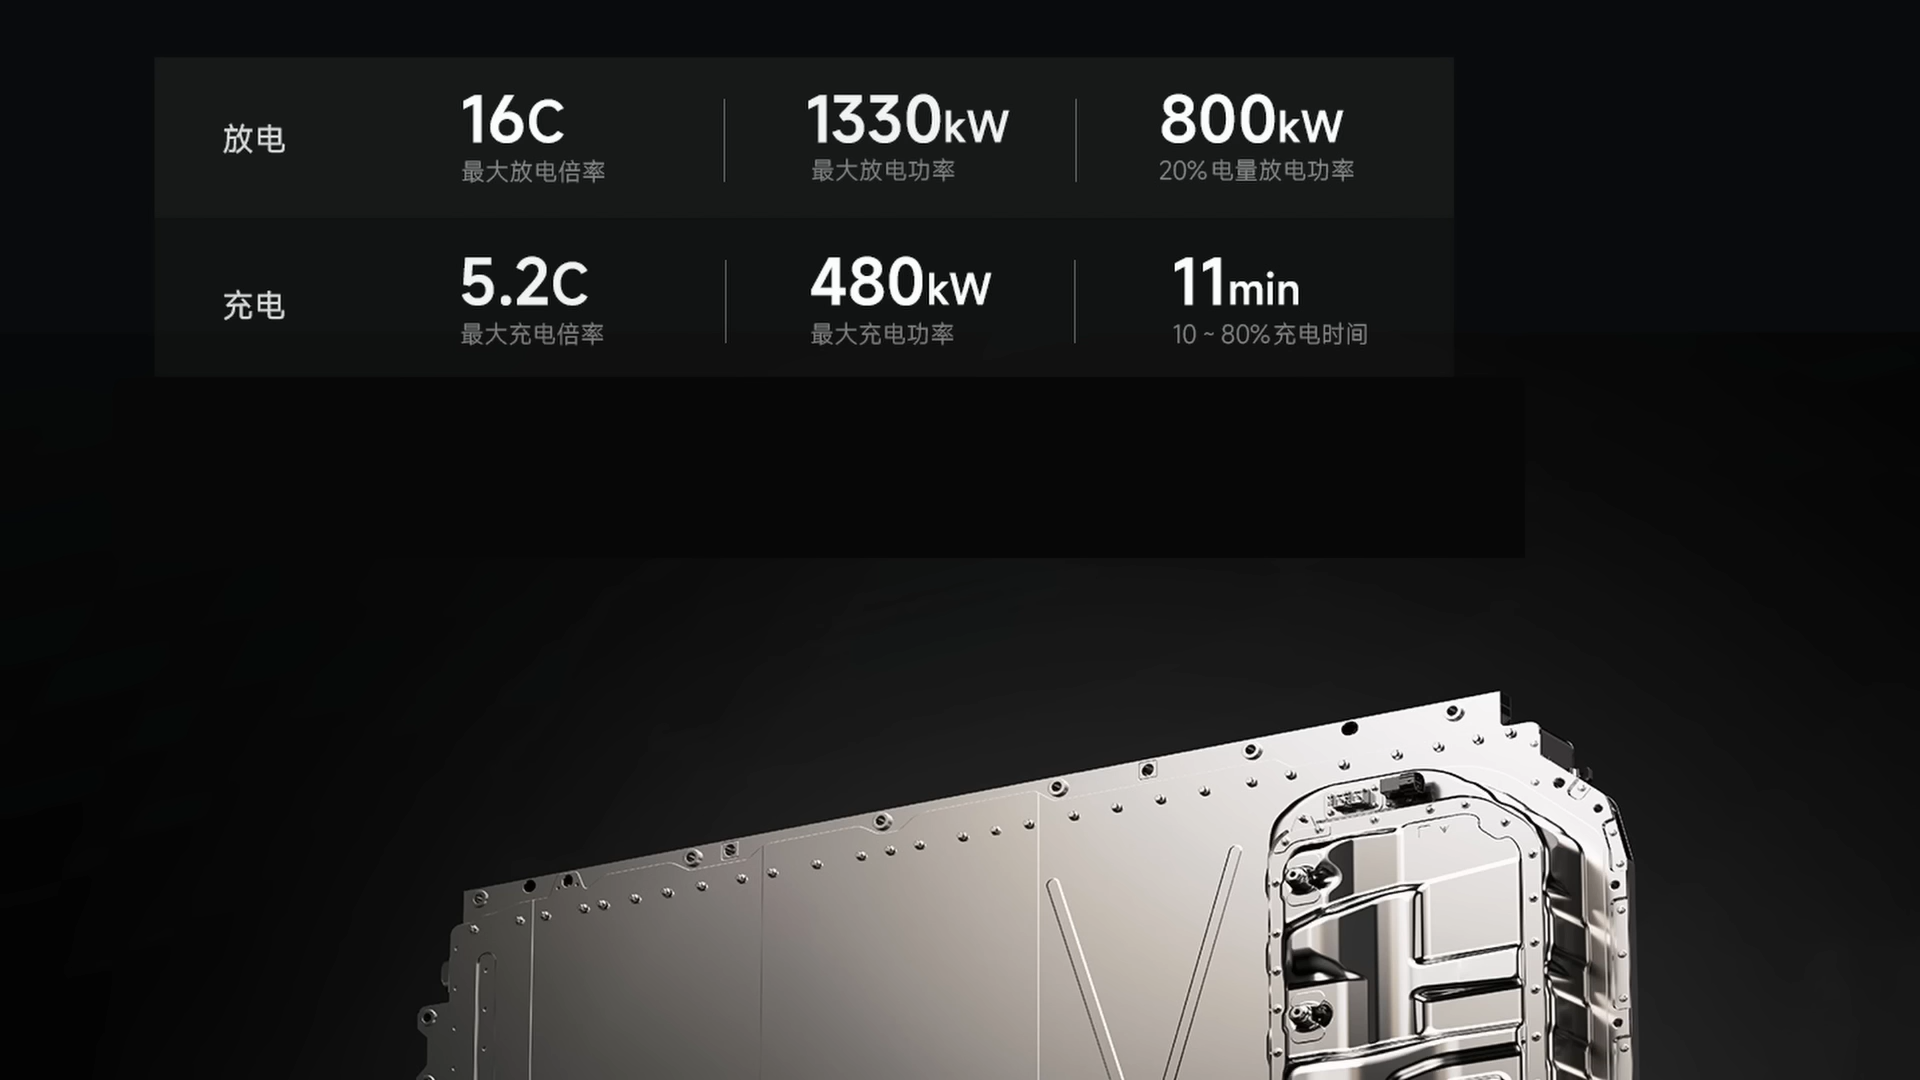 放电
16C
最大放电倍率
1330kW
最大放电功率
800kW
20%电量放电功率
充电
5.2C
最大充电倍率
480kW
最大充电功率
11min
10 ~ 80%充电时间